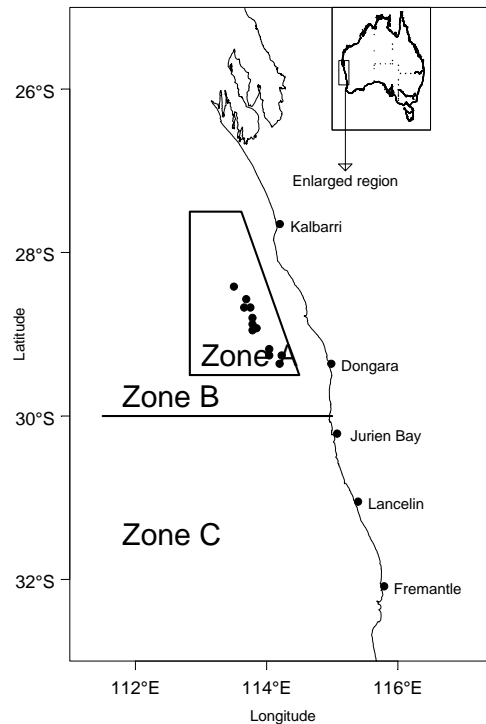 26°S
Enlarged region
Kalbarri
28°S
Latitude
Zone A
Dongara
Zone B
30°S
Jurien Bay
Lancelin
Zone C
32°S
Fremantle
112°E
114°E
116°E
Longitude